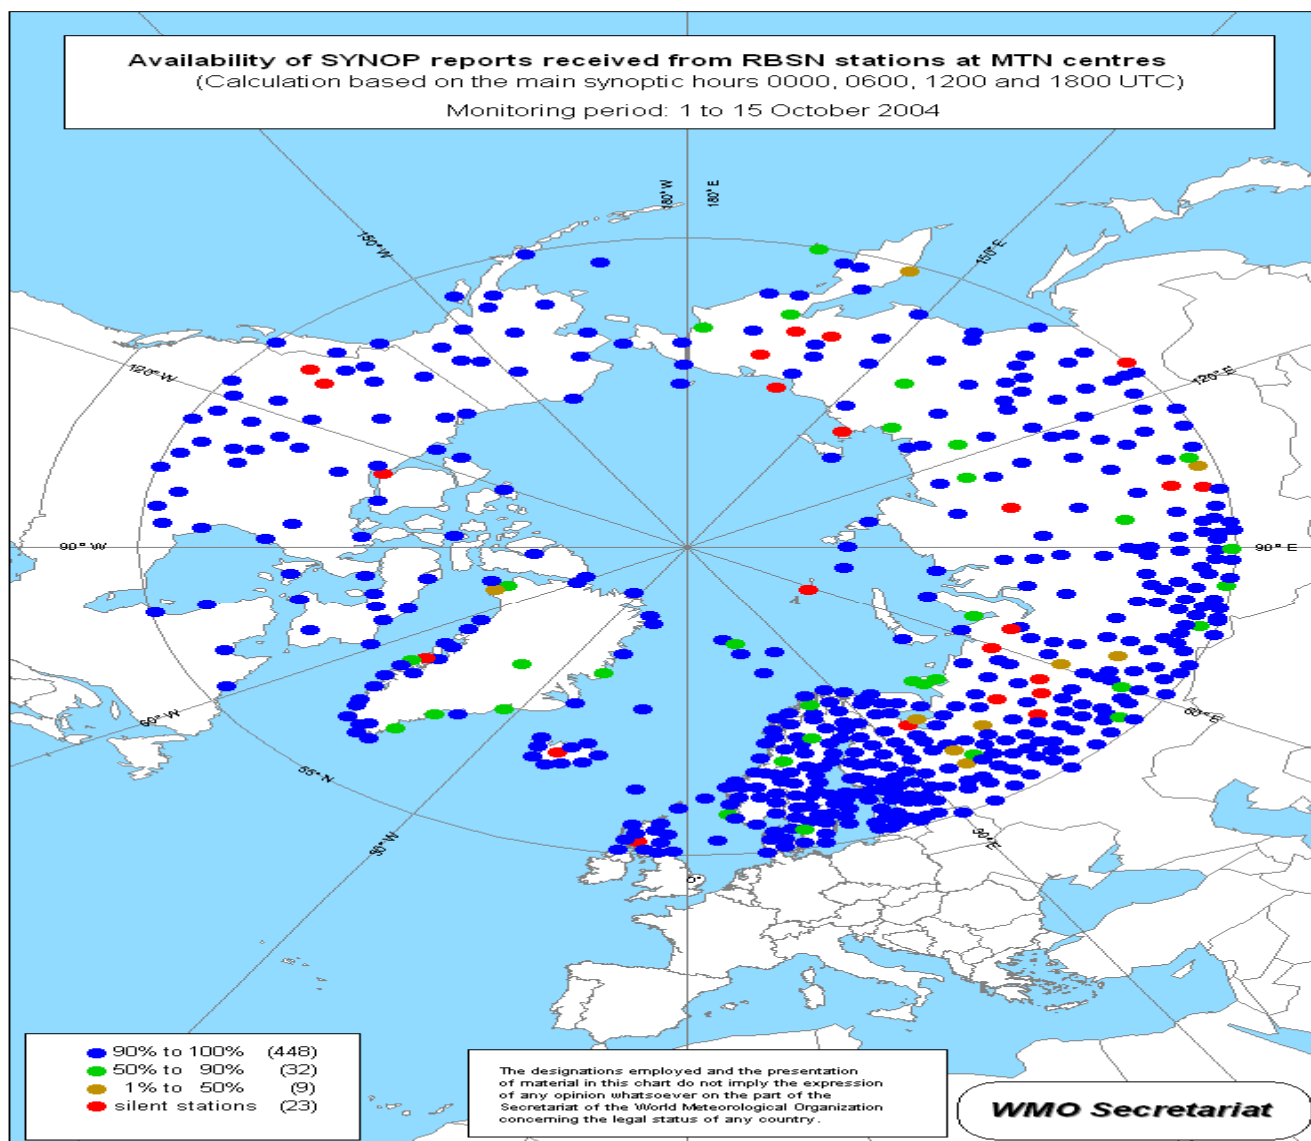 Availability of SYNOP reports received from RBSN stations at MTN centres
(Calculation based on the main synoptic hours 0000, 0600, 1200 and 1800 UTC)
Monitoring period: 1 to 15 October 2004
180° W
180° E
150° W
150° E
120° W
120° E
90° W
90° E
60° W
60° E
55° N
30° W
30° E
0°
90% to 100% (448)
50% to 90% (32)
1% to 50% (9)
silent stations (23)
The designations employed and the presentation
of material in this chart do not imply the expression
of any opinion whatsoever on the part of the
Secretariat of the World Meteorological Organization
concerning the legal status of any country.
WMO Secretariat